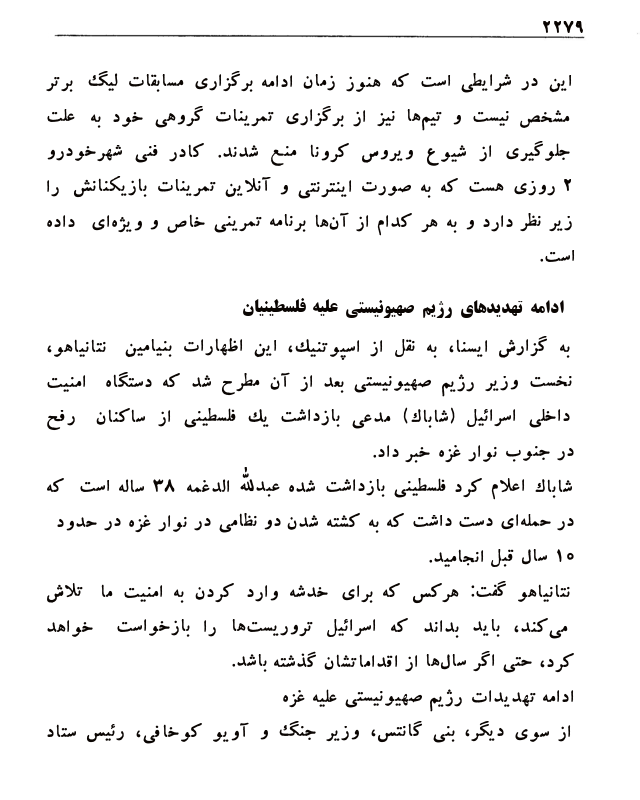 ۲۲۷۹
این در شرایطی است که هنوز زمان ادامه برگزاری مسابقات لیگ برتر
مشخص نیست و تیم‌ها نیز از برگزاری تمرینات گروهی خود به علت
جلوگیری از شیوع ویروس کرونا منع شدند. کادر فنی شهرخودرو
۲ روزی هست که به صورت اینترنتی و آنلاین تمرینات بازیکنانش را
زیر نظر دارد و به هر کدام از آن‌ها برنامه تمرینی خاص و ویژه‌ای داده
است.
ادامه تهدیدهای رژیم صهیونیستی علیه فلسطینیان
به گزارش ایسنا، به نقل از اسپوتنیك، این اظهارات بنیامین نتانیاهو،
نخست وزیر رژیم صهیونیستی بعد از آن مطرح شد که دستگاه امنیت
داخلی اسرائیل (شاباك) مدعی بازداشت یك فلسطینی از ساکنان رفح
در جنوب نوار غزه خبر داد.
شاباك اعلام کرد فلسطینی بازداشت شده عبدالله الدغمه ۳۸ ساله است که
در حمله‌ای دست داشت که به کشته شدن دو نظامی در نوار غزه در حدود
۱۰ سال قبل انجامید.
نتانیاهو گفت: هرکس که برای خدشه وارد کردن به امنیت ما تلاش
می‌کند، باید بداند که اسرائیل تروریست‌ها را بازخواست خواهد
کرد، حتی اگر سال‌ها از اقداماتشان گذشته باشد.
ادامه تهدیدات رژیم صهیونیستی علیه غزه
از سوی دیگر، بنی گانتس، وزیر جنگ و آویو کوخافی، رئیس ستاد